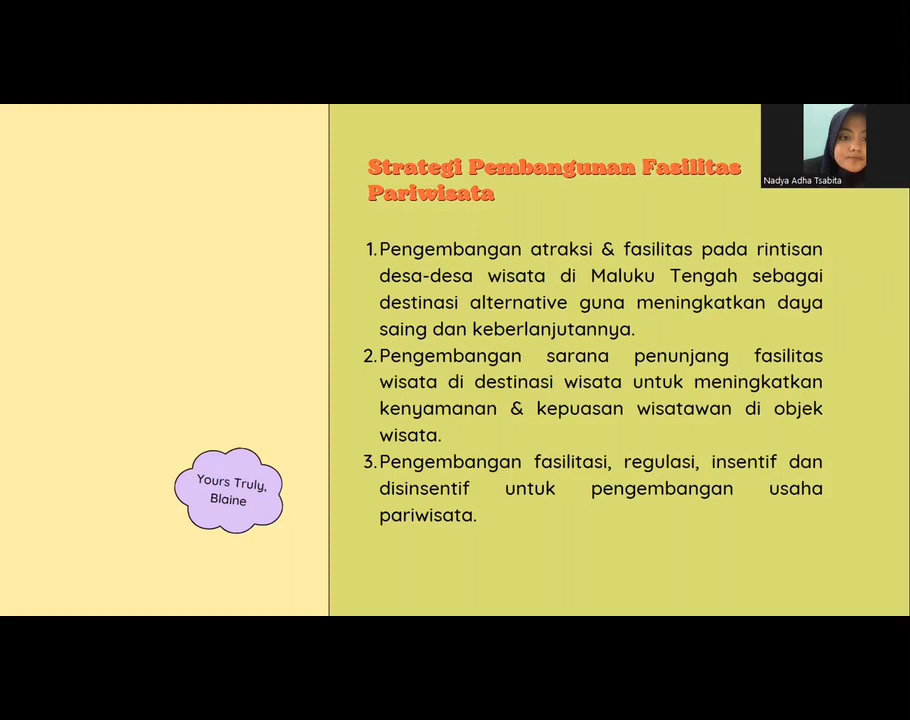 Strategi Pembangunan Fasilitas
Pariwisata
Nadya Adha Tsabita
1. Pengembangan atraksi & fasilitas pada rintisan
desa-desa wisata di Maluku Tengah sebagai
destinasi alternative guna meningkatkan daya
saing dan keberlanjutannya.
2. Pengembangan sarana penunjang fasilitas
wisata di destinasi wisata untuk meningkatkan
kenyamanan & kepuasan wisatawan di objek
wisata.
3. Pengembangan fasilitasi, regulasi, insentif dan
disinsentif untuk pengembangan usaha
pariwisata.
Yours Truly,
Blaine